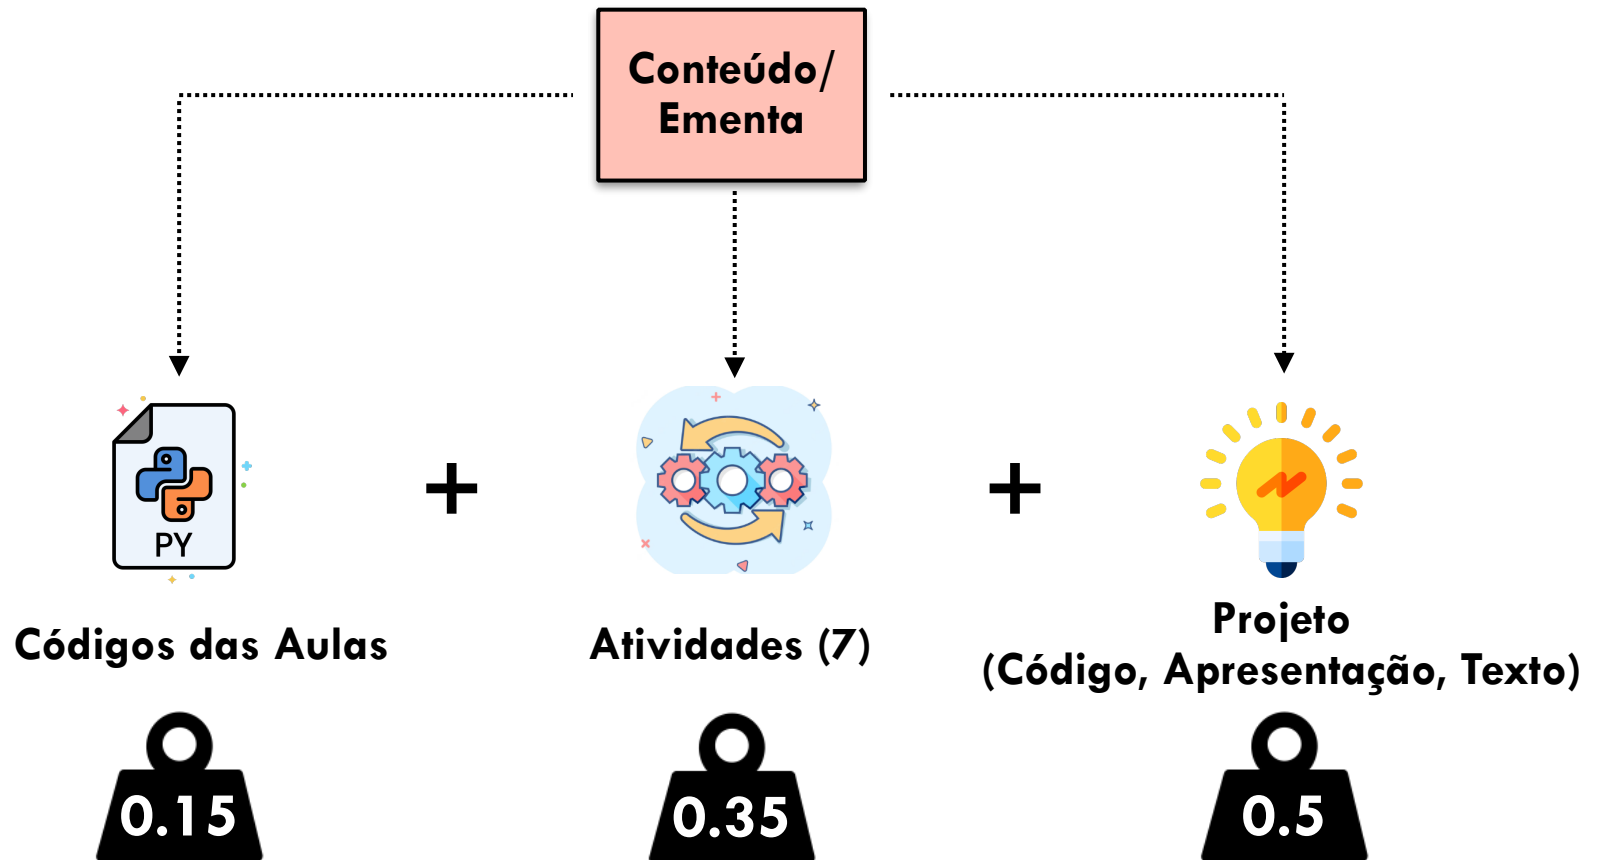 Conteúdo/
Ementa
PY
Códigos das Aulas
+
Atividades (7)
+
Projeto
(Código, Apresentação, Texto)
0.15
0.35
0.5